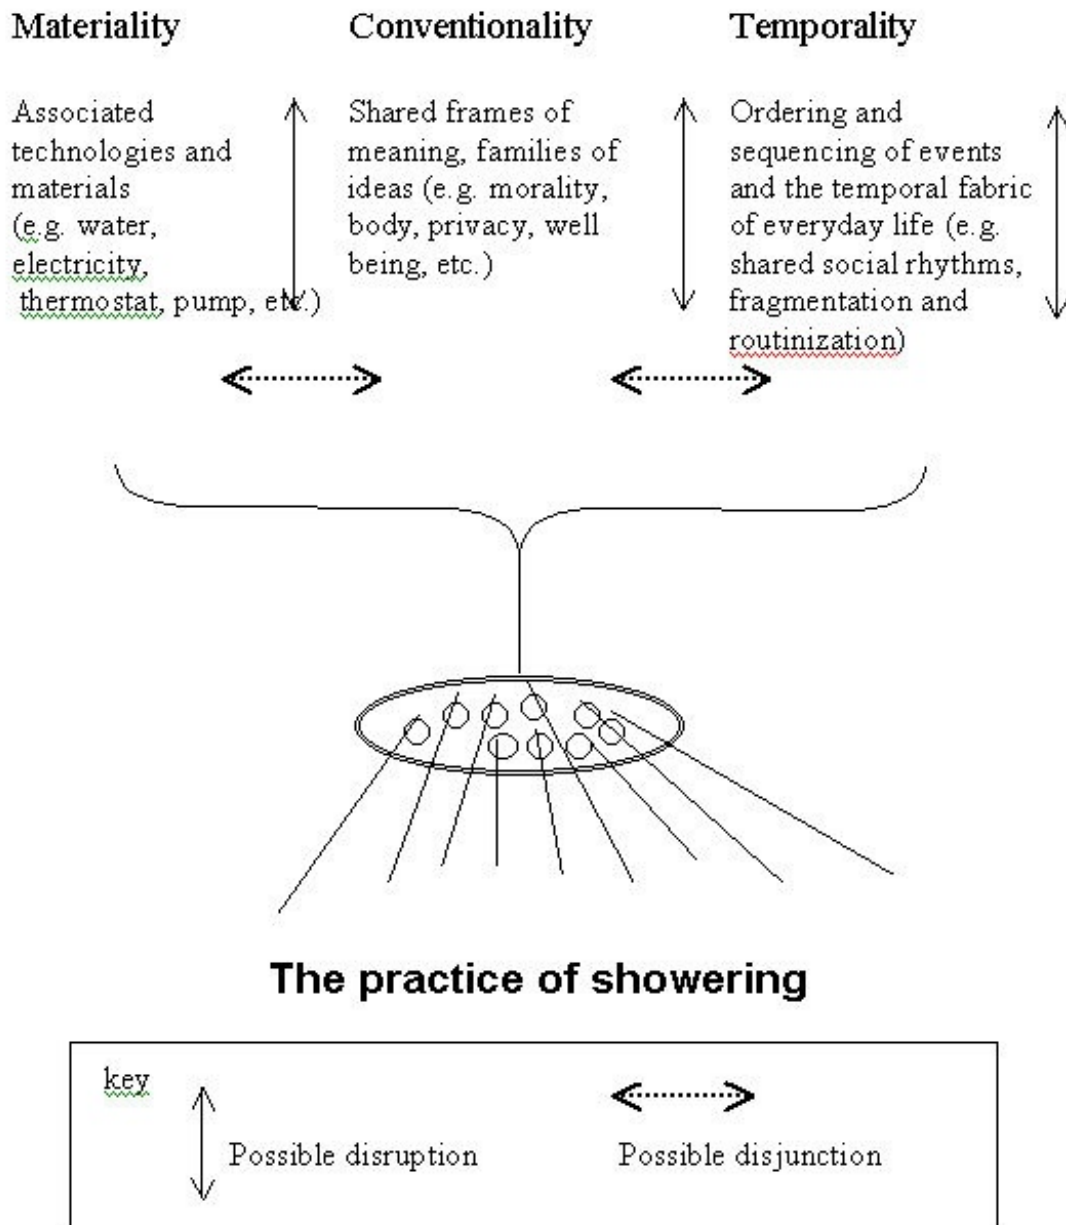 Materiality
Conventionality
Temporality
Associated
technologies and
materials
(e.g. water,
electricity,
thermostat, pump, etc.)
Shared frames of
meaning, families of
ideas (e.g. morality,
body, privacy, well
being, etc.)
Ordering and
sequencing of events
and the temporal fabric
of everyday life (e.g.
shared social rhythms,
fragmentation and
routinization)
The practice of showering
key
Possible disruption
Possible disjunction